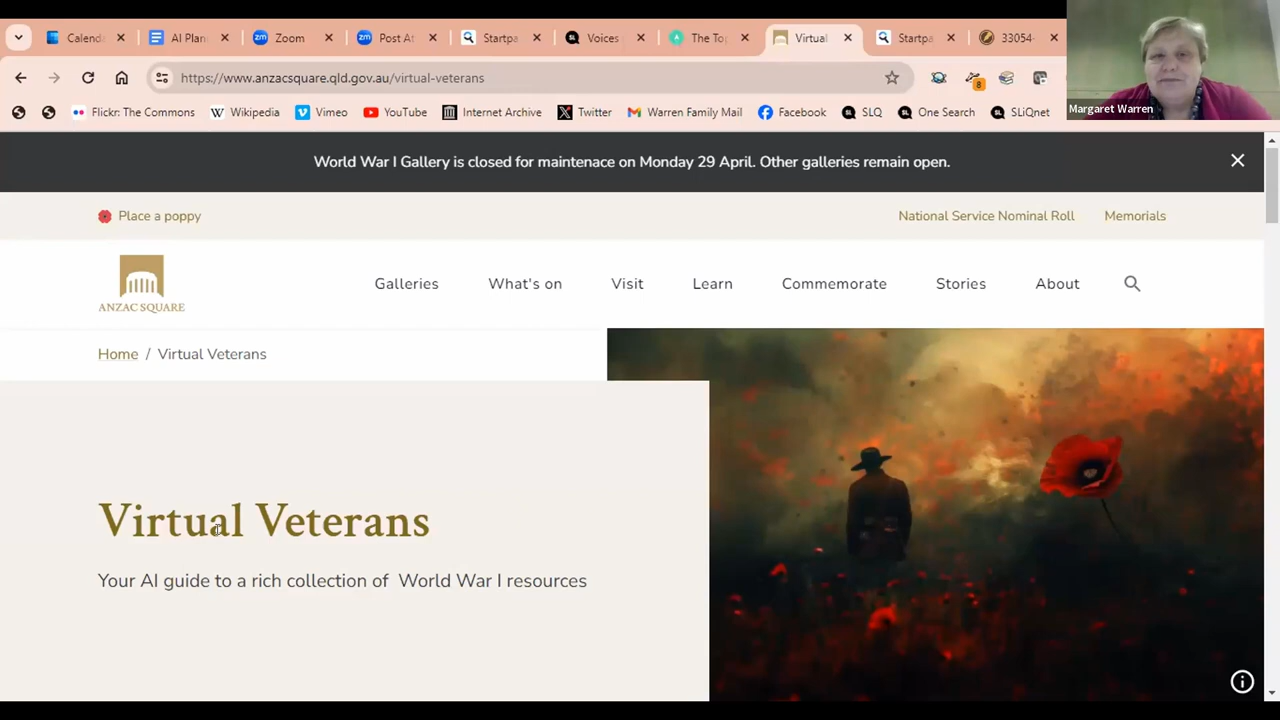 Calenda
AI Plan
Zoom
Post At
Startpa
Voices
The Top
Virtual
Startpa
33054-
https://www.anzacsquare.qld.gov.au/virtual-veterans
8
Flickr: The Commons
Wikipedia
Vimeo
YouTube
Internet Archive
Twitter
Warren Family Mail
Facebook
SLQ
One Search
SLiQnet
Margaret Warren
World War I Gallery is closed for maintenace on Monday 29 April. Other galleries remain open.
Place a poppy
National Service Nominal Roll
Memorials
ANZAC SQUARE
Galleries
What's on
Visit
Learn
Commemorate
Stories
About
Home / Virtual Veterans
Virtual Veterans
Your AI guide to a rich collection of World War I resources